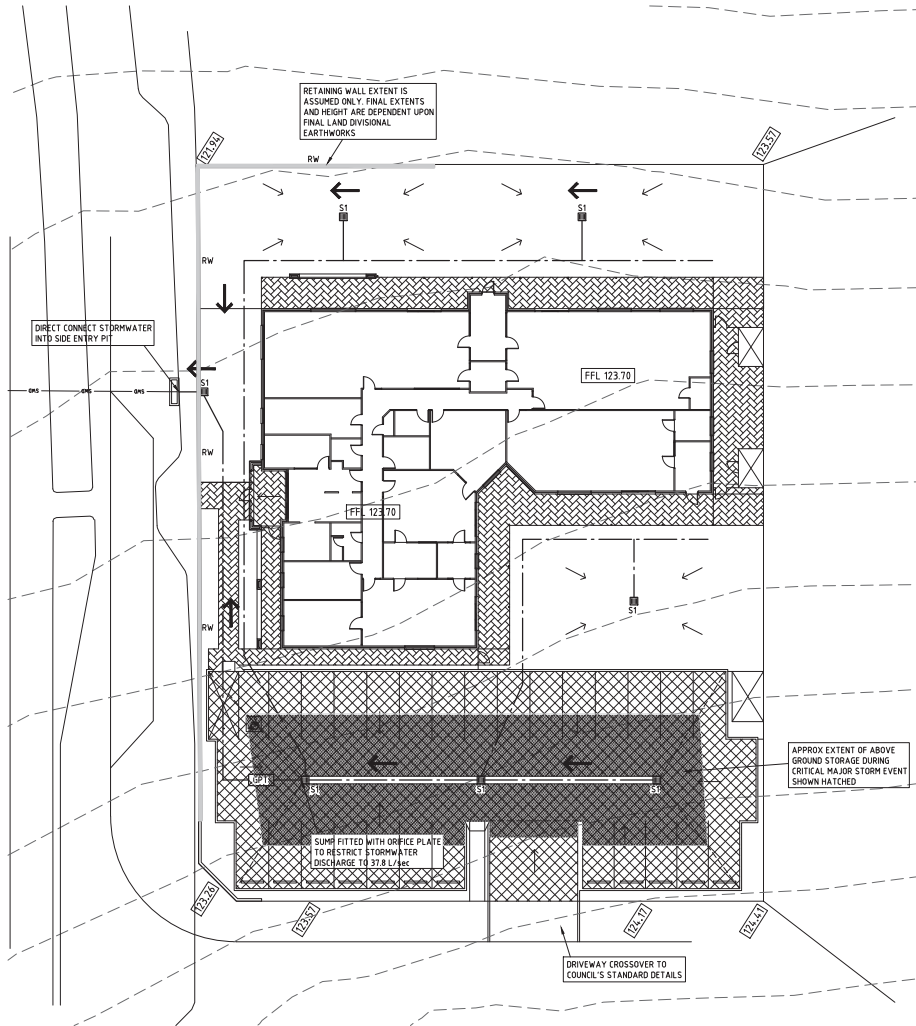 RETAINING WALL EXTENT IS
ASSUMED ONLY. FINAL EXTENTS
AND HEIGHT ARE DEPENDENT UPON
FINAL LAND DIVISIONAL
EARTHWORKS
121.94
123.57
RW
S1
S1
RW
DIRECT CONNECT STORMWATER
INTO SIDE ENTRY PIT
SWD
SWD
SWD
S1
FFL 123.70
RW
FFL 123.70
S1
RW
APPROX EXTENT OF ABOVE
GROUND STORAGE DURING
CRITICAL MAJOR STORM EVENT
SHOWN HATCHED
GPT
S1
S1
S1
SUMP FITTED WITH ORIFICE PLATE
TO RESTRICT STORMWATER
DISCHARGE TO 37.8 L/sec
123.26
123.57
124.17
124.41
DRIVEWAY CROSSOVER TO
COUNCIL'S STANDARD DETAILS